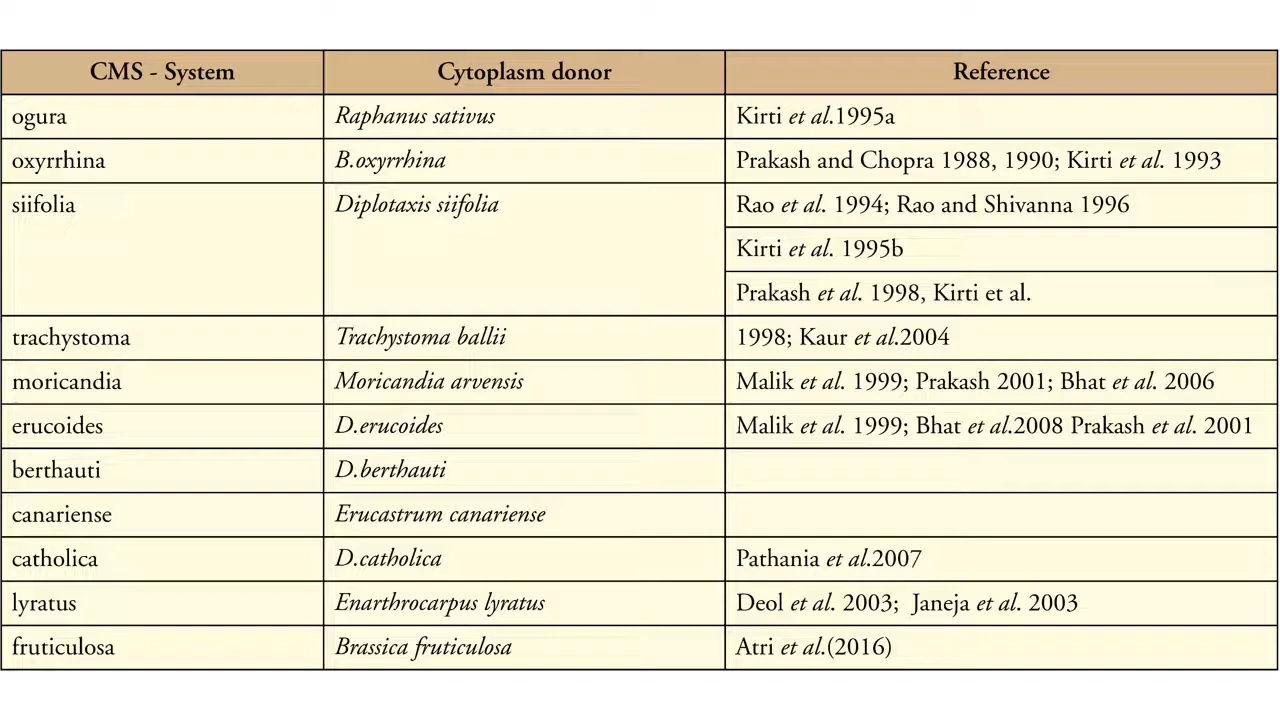 CMS - System Cytoplasm donor Reference
ogura Raphanus sativus Kirti et al.1995a
oxyrrhina B.oxyrrhina Prakash and Chopra 1988, 1990; Kirti et al. 1993
siifolia Diplotaxis siifolia Rao et al. 1994; Rao and Shivanna 1996
Kirti et al. 1995b
Prakash et al. 1998, Kirti et al.
trachystoma Trachystoma ballii 1998; Kaur et al.2004
moricandia Moricandia arvensis Malik et al. 1999; Prakash 2001; Bhat et al. 2006
erucoides D.erucoides Malik et al. 1999; Bhat et al.2008 Prakash et al. 2001
berthauti D.berthauti
canariense Erucastrum canariense
catholica D.catholica Pathania et al.2007
lyratus Enarthrocarpus lyratus Deol et al. 2003; Janeja et al. 2003
fruticulosa Brassica fruticulosa Atri et al.(2016)